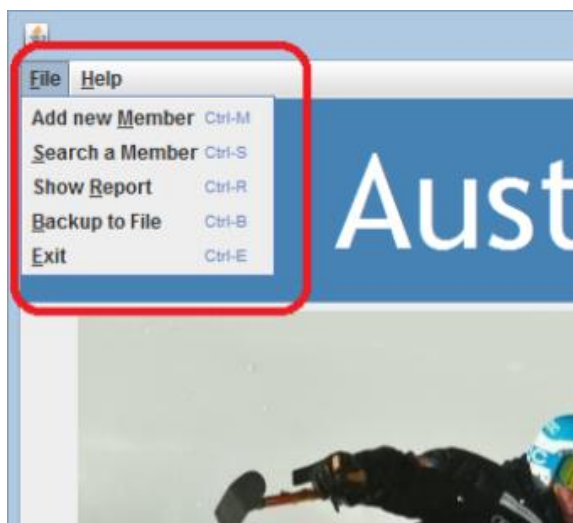 File Help
Add new Member Ctrl-M
Search a Member Ctrl-S
Show Report Ctrl-R
Backup to File Ctrl-B
Exit Ctrl-E
Aust